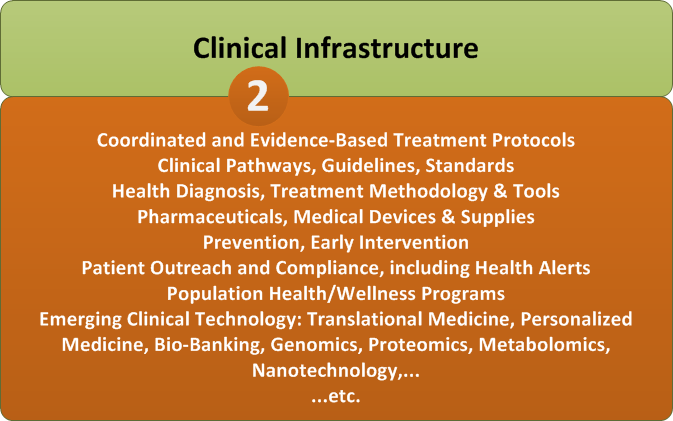 Clinical Infrastructure
2
Coordinated and Evidence-Based Treatment Protocols
Clinical Pathways, Guidelines, Standards
Health Diagnosis, Treatment Methodology & Tools
Pharmaceuticals, Medical Devices & Supplies
Prevention, Early Intervention
Patient Outreach and Compliance, including Health Alerts
Population Health/Wellness Programs
Emerging Clinical Technology: Translational Medicine, Personalized
Medicine, Bio-Banking, Genomics, Proteomics, Metabolomics,
Nanotechnology,...
...etc.